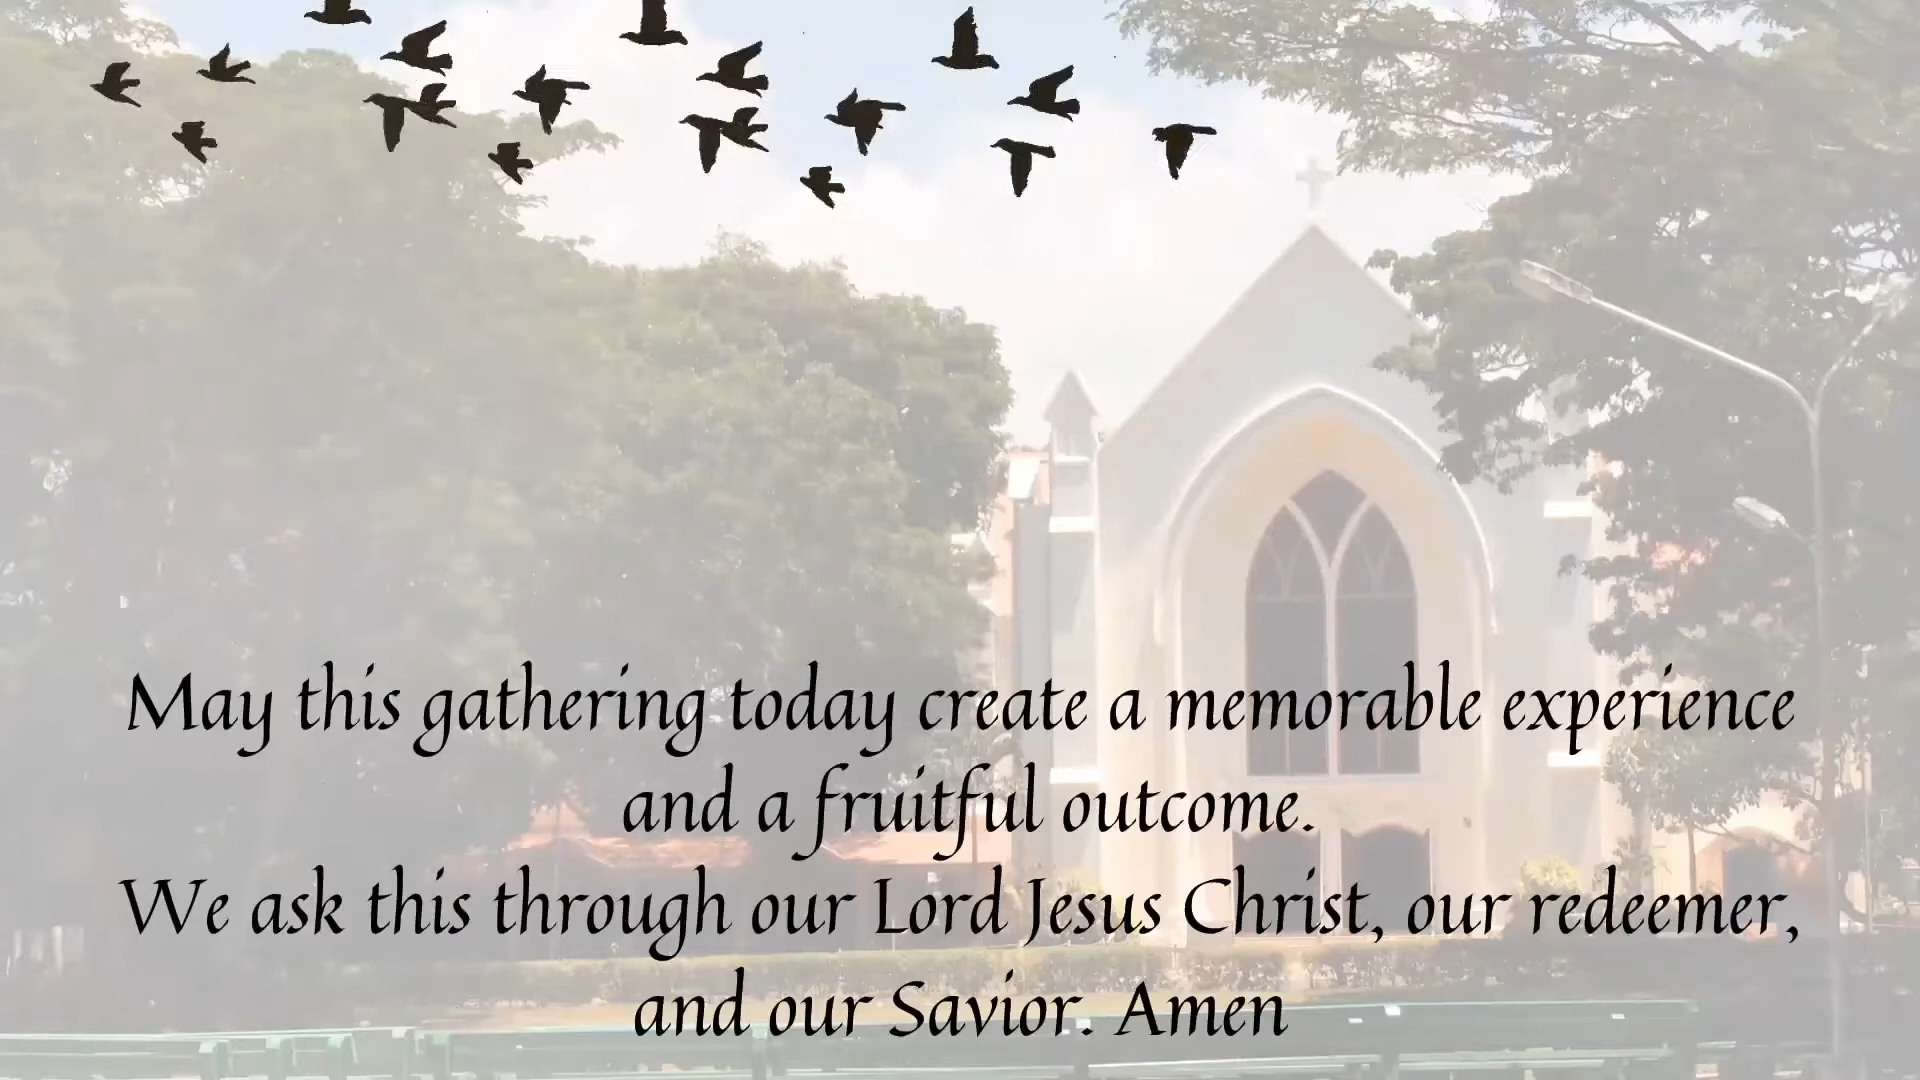 May this gathering today create a memorable experience
and a fruitful outcome.
We ask this through our Lord Jesus Christ, our redeemer,
and our Savior. Amen